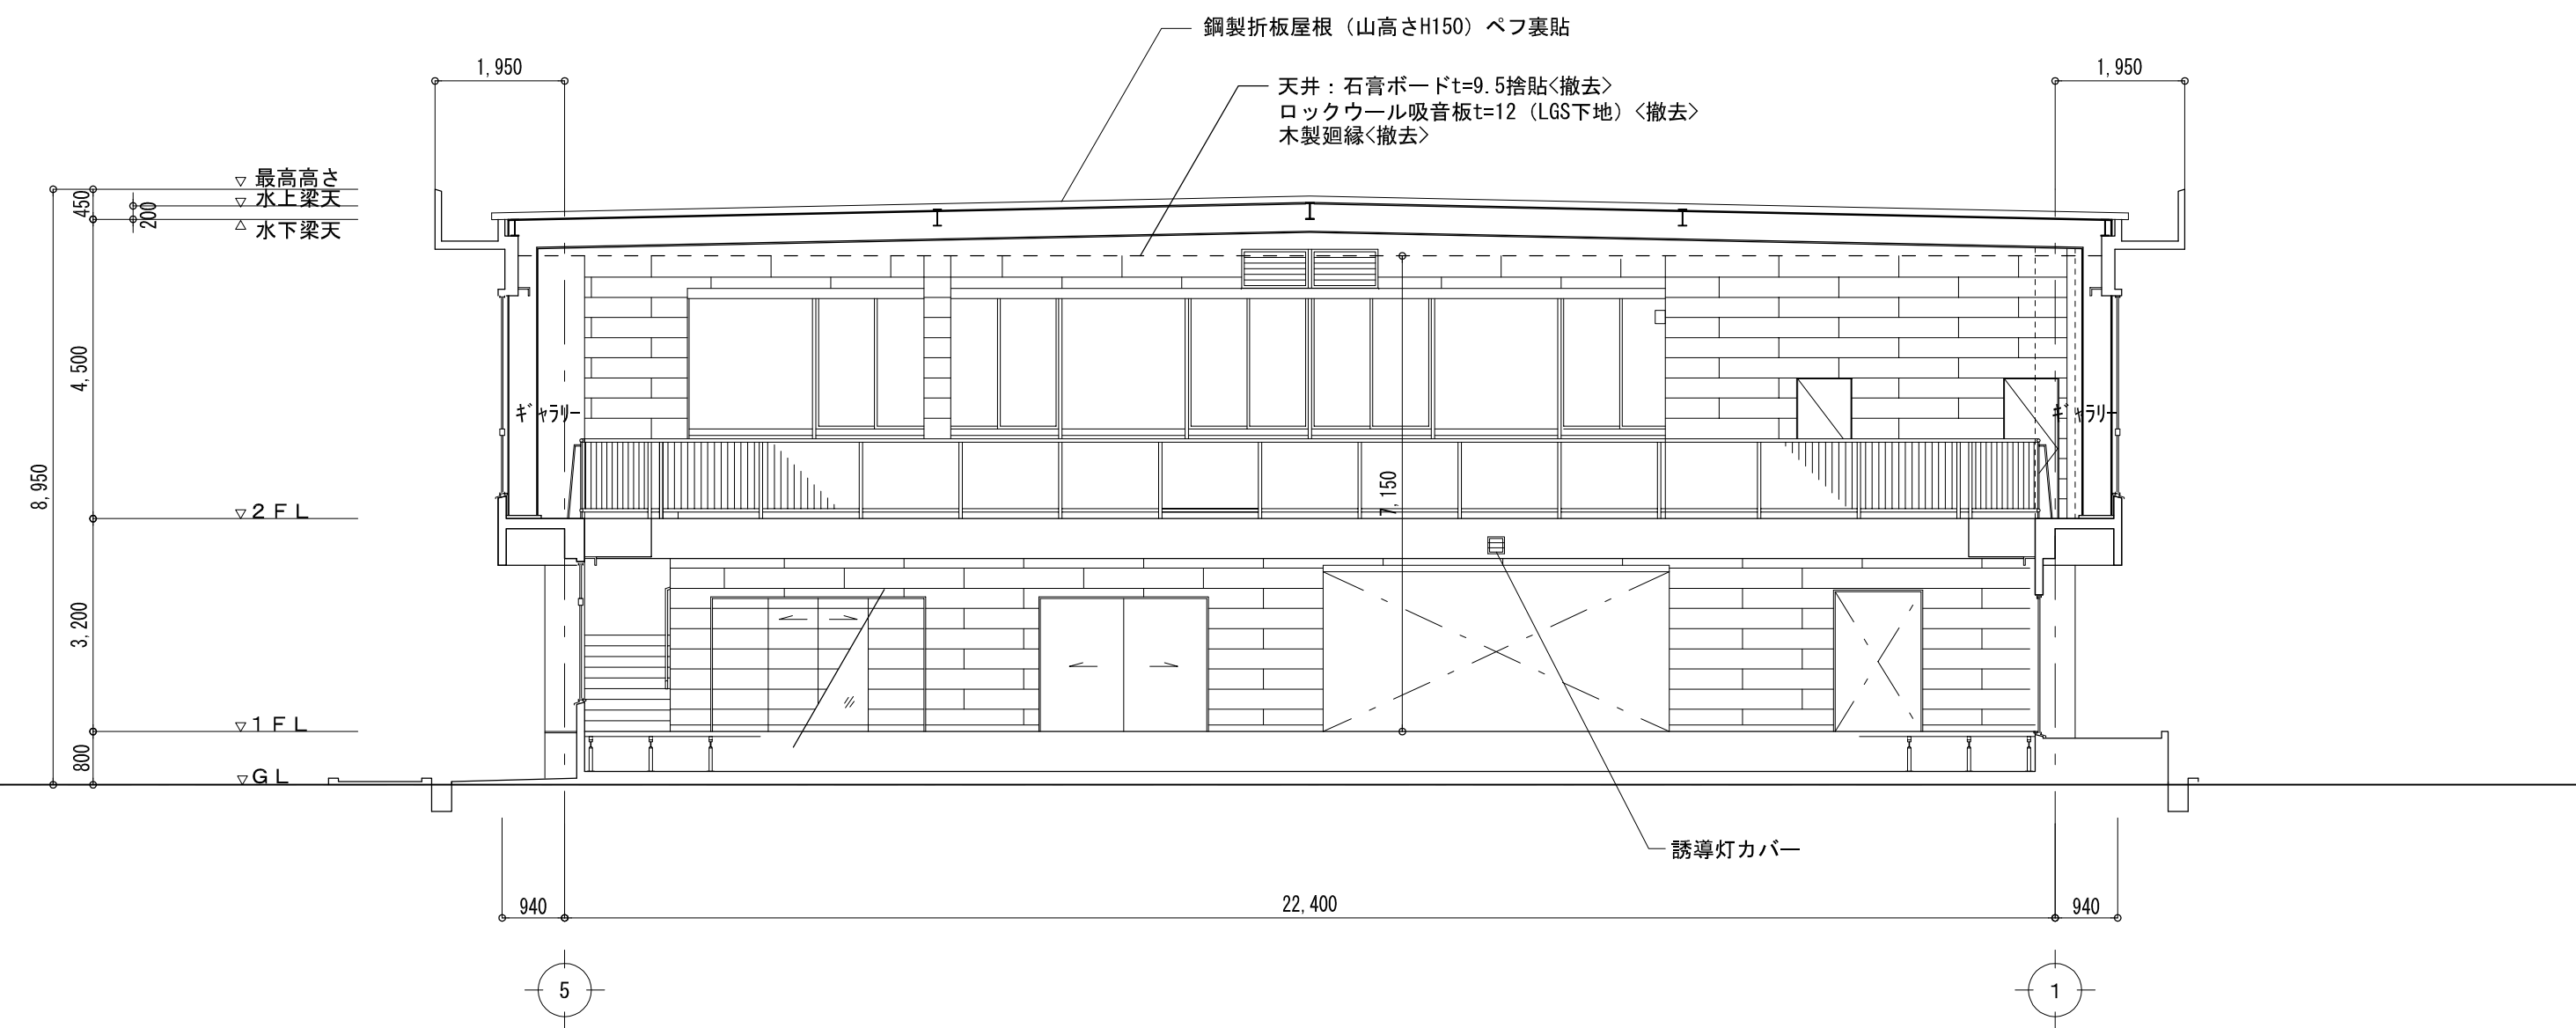 鋼製折板屋根（山高さH150）ペフ裏貼
1,950
1,950
天井：石膏ボードt=9.5捨貼<撤去>
ロックウール吸音板t=12（LGS下地）<撤去>
木製廻縁<撤去>
最高高さ
水上梁天
水下梁天
450
200
4,500
ギャラリー
ギャラリー
8,950
7,150
2FL
3,200
1FL
800
GL
誘導灯カバー
940
22,400
940
5
1